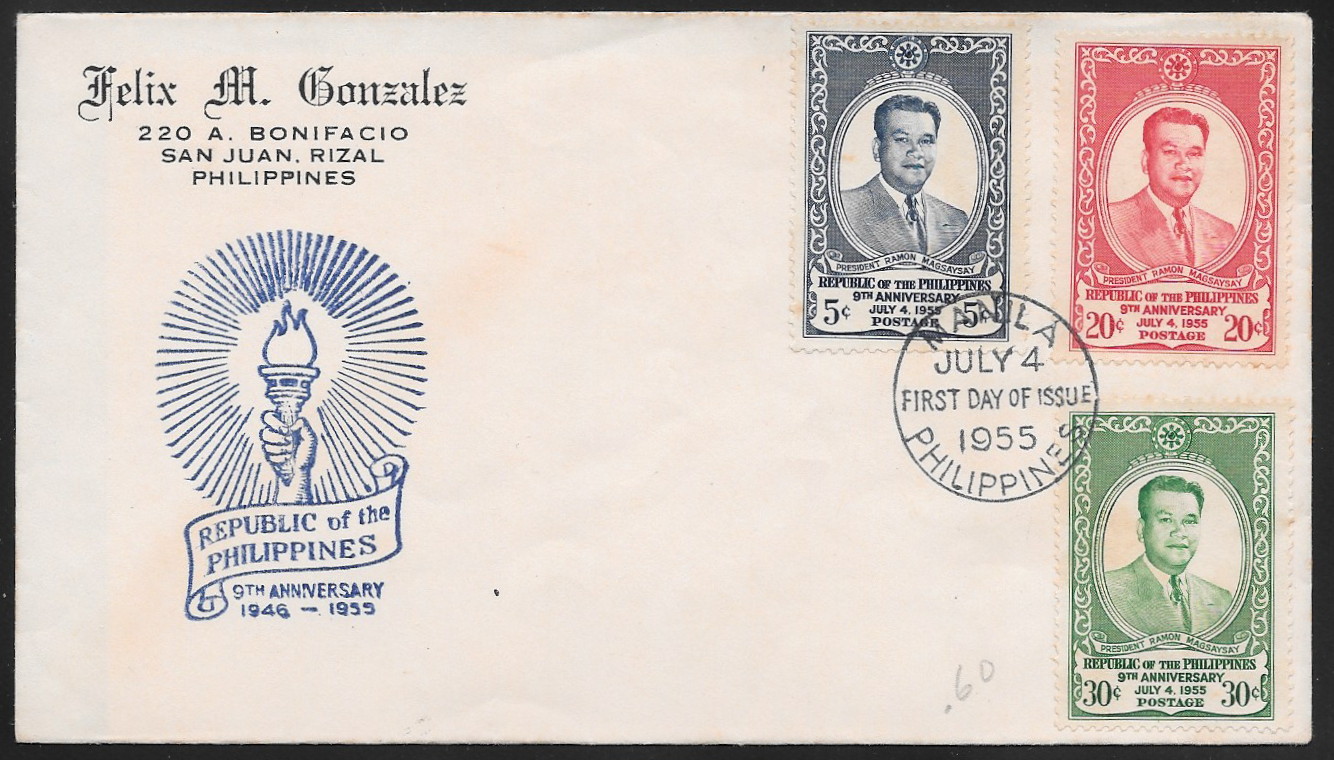 Felix M. Gonzalez
220 A. BONIFACIO
SAN JUAN, RIZAL
PHILIPPINES
REPUBLIC of the
PHILIPPINES
9TH ANNIVERSARY
1946 – 1955
PRESIDENT RAMON MAGSAYSAY
REPUBLIC OF THE PHILIPPINES
9TH ANNIVERSARY
JULY 4, 1955
5¢ POSTAGE 5¢
PRESIDENT RAMON MAGSAYSAY
REPUBLIC OF THE PHILIPPINES
9TH ANNIVERSARY
JULY 4, 1955
20¢ POSTAGE 20¢
MANILA
JULY 4
FIRST DAY OF ISSUE
1955
PHILIPPINES
PRESIDENT RAMON MAGSAYSAY
REPUBLIC OF THE PHILIPPINES
9TH ANNIVERSARY
JULY 4, 1955
30¢ POSTAGE 30¢
.60